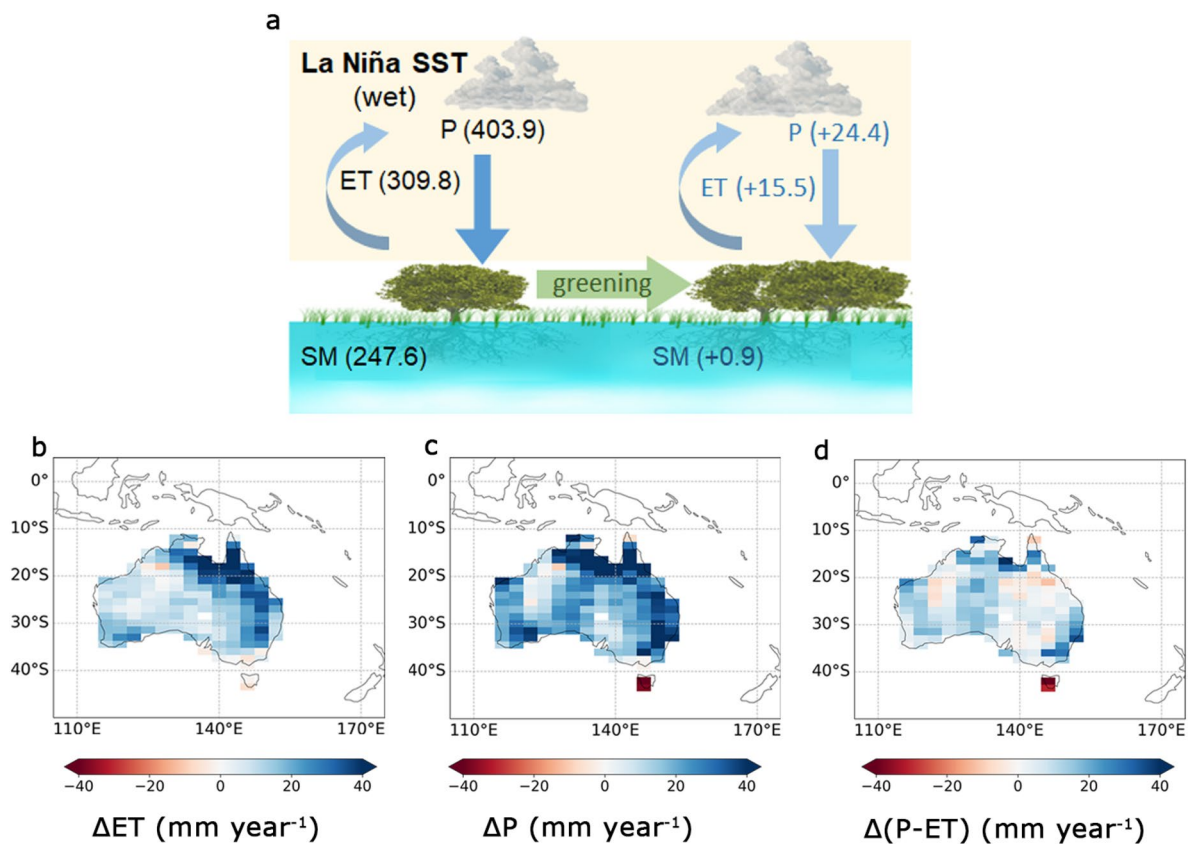 a
La Niña SST
(wet)
P (403.9)
ET (309.8)
P (+24.4)
ET (+15.5)
greening
SM (247.6)
SM (+0.9)
b
0°
10°S
20°S
30°S
40°S
110°E 140°E 170°E
−40 −20 0 20 40
ΔET (mm year⁻¹)
c
0°
10°S
20°S
30°S
40°S
110°E 140°E 170°E
−40 −20 0 20 40
ΔP (mm year⁻¹)
d
0°
10°S
20°S
30°S
40°S
110°E 140°E 170°E
−40 −20 0 20 40
Δ(P-ET) (mm year⁻¹)